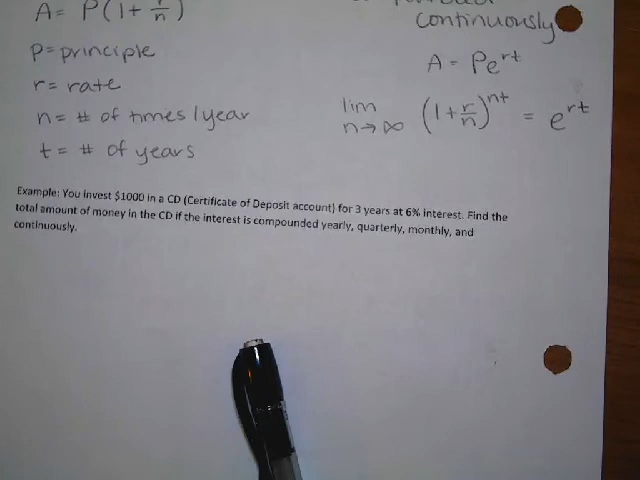 A = P(1 + r/n)
P = principle
r = rate
n = # of times / year
t = # of years
continuously
A = Pe^rt
lim n→∞ (1 + r/n)^nt = e^rt
Example: You invest $1000 in a CD (Certificate of Deposit account) for 3 years at 6% interest. Find the
total amount of money in the CD if the interest is compounded yearly, quarterly, monthly, and
continuously.